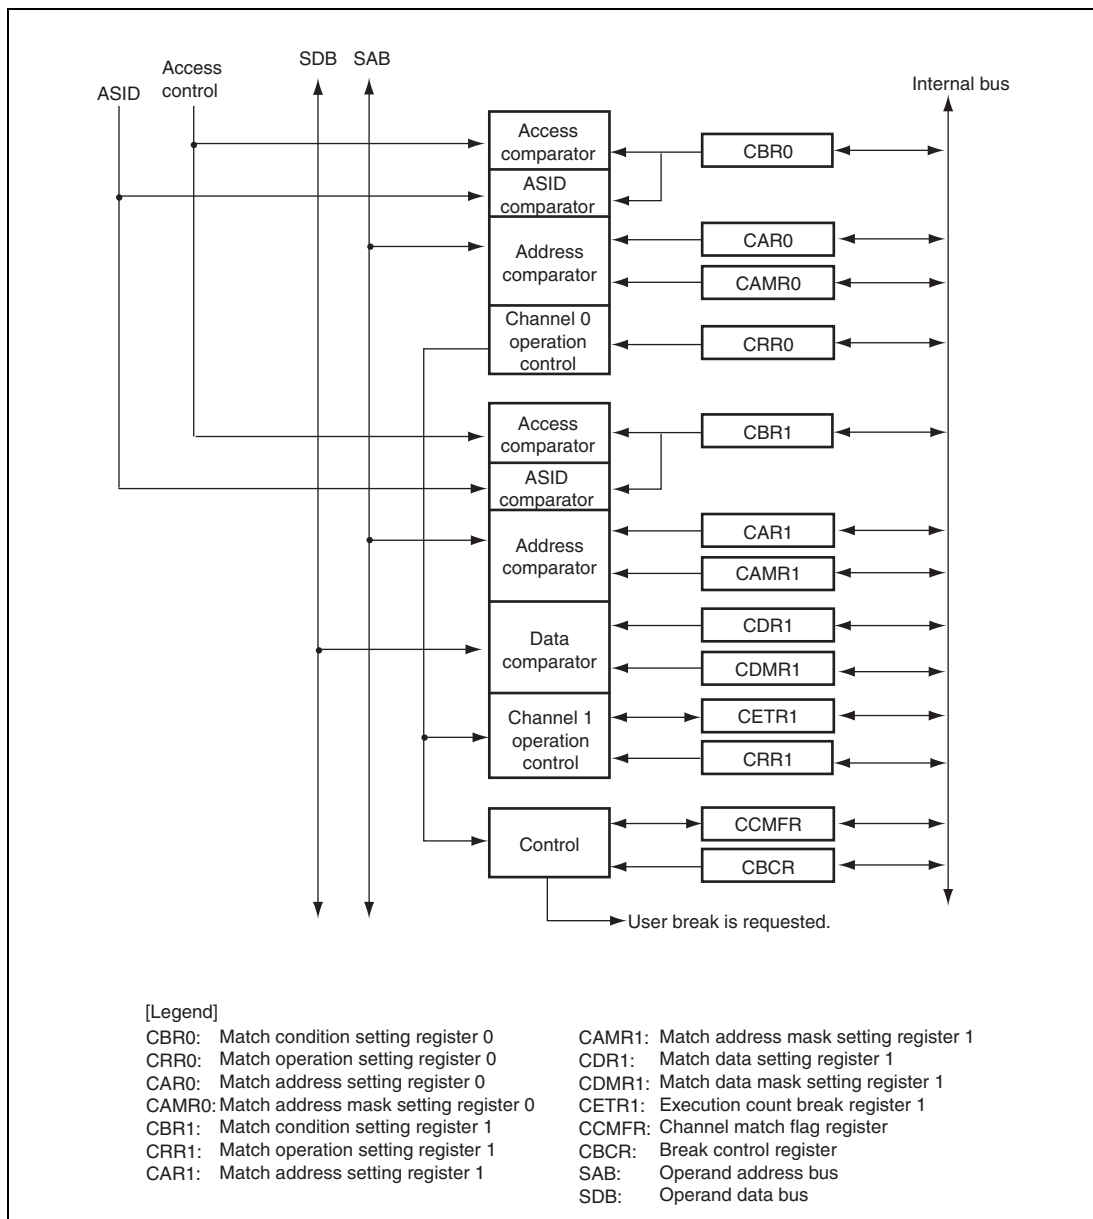 SDB SAB
Access
control
ASID
Internal bus
Access
comparator
CBR0
ASID
comparator
Address
comparator
CAR0
CAMR0
Channel 0
operation
control
CRR0
Access
comparator
CBR1
ASID
comparator
Address
comparator
CAR1
CAMR1
Data
comparator
CDR1
CDMR1
Channel 1
operation
control
CETR1
CRR1
Control
CCMFR
CBCR
User break is requested.
[Legend]
CBR0: Match condition setting register 0
CRR0: Match operation setting register 0
CAR0: Match address setting register 0
CAMR0: Match address mask setting register 0
CBR1: Match condition setting register 1
CRR1: Match operation setting register 1
CAR1: Match address setting register 1
CAMR1: Match address mask setting register 1
CDR1: Match data setting register 1
CDMR1: Match data mask setting register 1
CETR1: Execution count break register 1
CCMFR: Channel match flag register
CBCR: Break control register
SAB: Operand address bus
SDB: Operand data bus